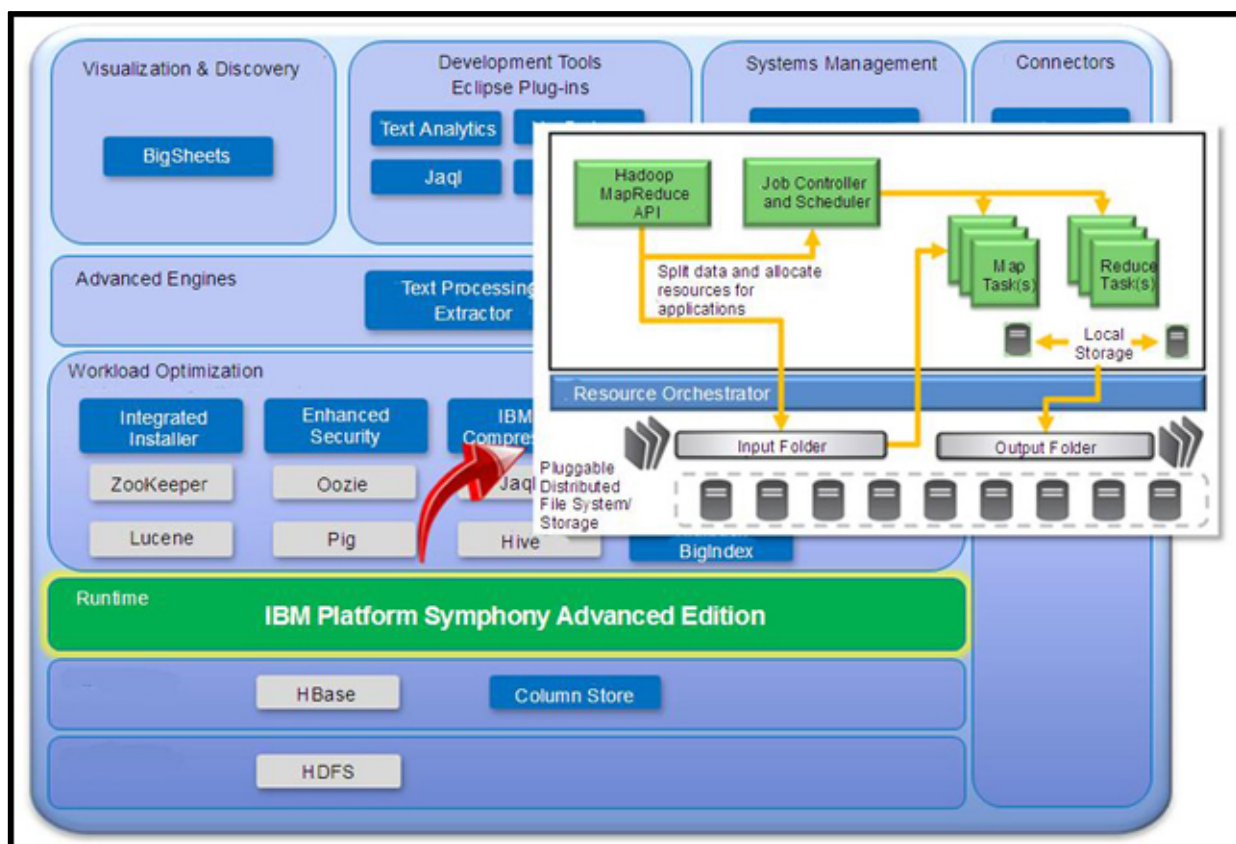 Visualization & Discovery
BigSheets
Development Tools
Eclipse Plug-ins
Text Analytics
Jaql
Systems Management
Connectors
Advanced Engines
Text Processing
Extractor
Workload Optimization
Integrated
Installer
Enhanced
Security
IBM
ZooKeeper
Oozie
Jaql
Lucene
Pig
Hive
BigIndex
Hadoop
MapReduce
API
Job Controller
and Scheduler
Split data and allocate
resources for
applications
Map
Task(s)
Reduce
Task(s)
Local
Storage
Resource Orchestrator
Input Folder
Output Folder
Pluggable
Distributed
File System/
Storage
Runtime
IBM Platform Symphony Advanced Edition
HBase
Column Store
HDFS